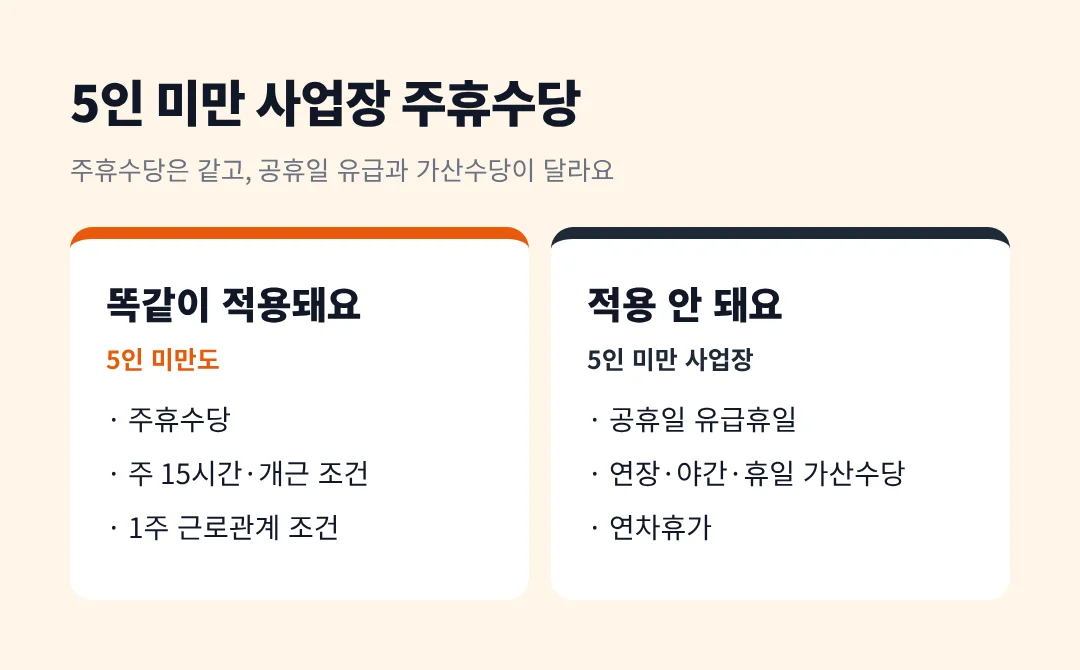 5인 미만 사업장 주휴수당
주휴수당은 같고, 공휴일 유급과 가산수당이 달라요
똑같이 적용돼요
5인 미만도
· 주휴수당
· 주 15시간·개근 조건
· 1주 근로관계 조건
적용 안 돼요
5인 미만 사업장
· 공휴일 유급휴일
· 연장·야간·휴일 가산수당
· 연차휴가